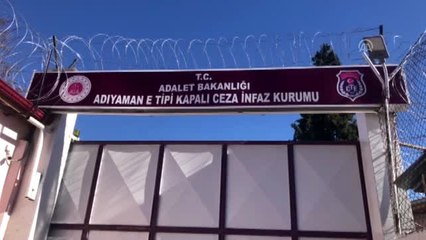 T.C.
ADALET BAKANLIĞI
ADIYAMAN E TİPİ KAPALI CEZA İNFAZ KURUMU